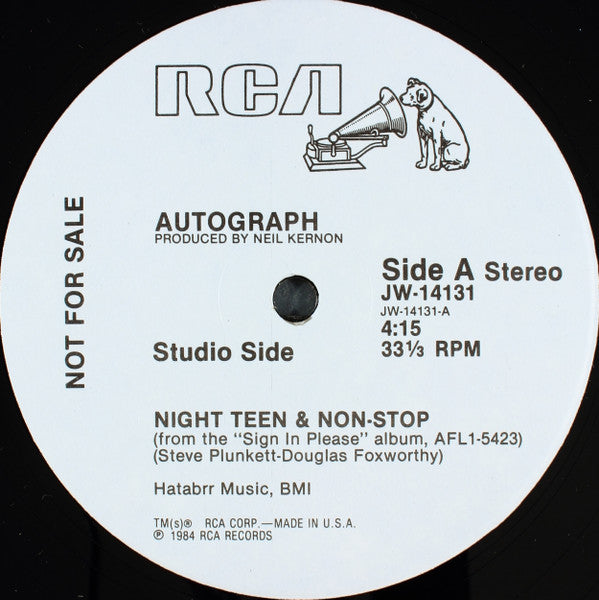 RCA
NOT FOR SALE
AUTOGRAPH
PRODUCED BY NEIL KERNON
Side A Stereo
JW-14131
JW-14131-A
4:15
33⅓ RPM
Studio Side
NIGHT TEEN & NON-STOP
(from the "Sign In Please" album, AFL1-5423)
(Steve Plunkett-Douglas Foxworthy)
Hatabrr Music, BMI
TM(s)® RCA CORP.—MADE IN U.S.A.
℗ 1984 RCA RECORDS